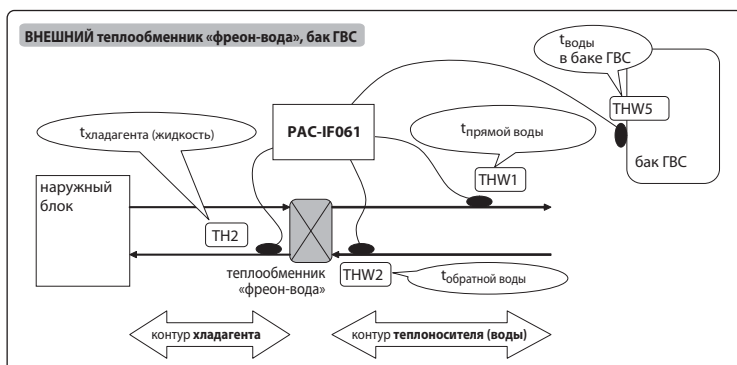 ВНЕШНИЙ теплообменник «фреон-вода», бак ГВС
tводы
в баке ГВС
THW5
бак ГВС
tхладагента (жидкость)
PAC-IF061
tпрямой воды
THW1
наружный
блок
TH2
теплообменник
«фреон-вода»
THW2
tобратной воды
контур хладагента
контур теплоносителя (воды)